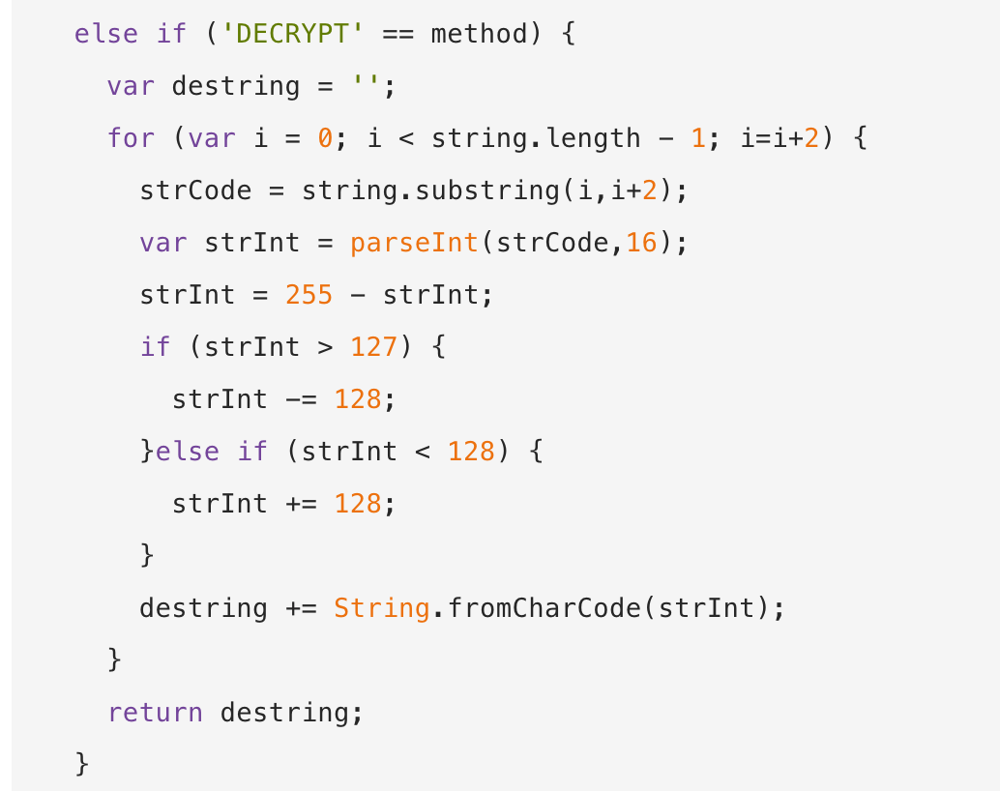 else if ('DECRYPT' == method) {
var destring = '';
for (var i = 0; i < string.length - 1; i=i+2) {
strCode = string.substring(i,i+2);
var strInt = parseInt(strCode,16);
strInt = 255 - strInt;
if (strInt > 127) {
strInt -= 128;
}else if (strInt < 128) {
strInt += 128;
}
destring += String.fromCharCode(strInt);
}
return destring;
}